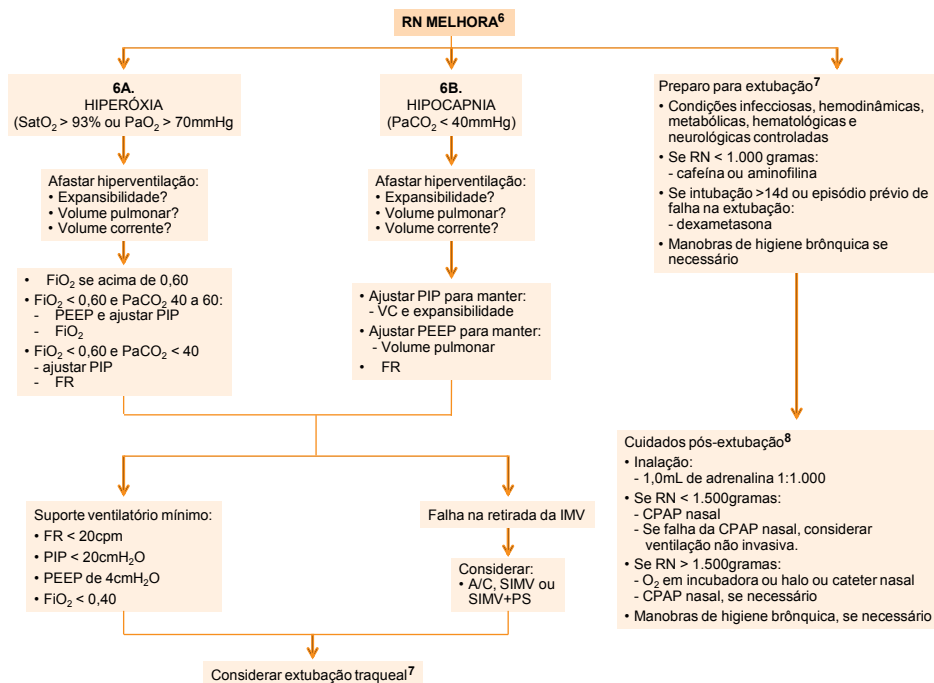 RN MELHORA⁶
6A.
HIPERÓXIA
(SatO₂ > 93% ou PaO₂ > 70mmHg
Afastar hiperventilação:
• Expansibilidade?
• Volume pulmonar?
• Volume corrente?
• FiO₂ se acima de 0,60
• FiO₂ < 0,60 e PaCO₂ 40 a 60:
- PEEP e ajustar PIP
- FiO₂
• FiO₂ < 0,60 e PaCO₂ < 40
- ajustar PIP
- FR
6B.
HIPOCAPNIA
(PaCO₂ < 40mmHg)
Afastar hiperventilação:
• Expansibilidade?
• Volume pulmonar?
• Volume corrente?
• Ajustar PIP para manter:
- VC e expansibilidade
• Ajustar PEEP para manter:
- Volume pulmonar
• FR
Preparo para extubação⁷
• Condições infecciosas, hemodinâmicas,
metabólicas, hematológicas e
neurológicas controladas
• Se RN < 1.000 gramas:
- cafeína ou aminofilina
• Se intubação >14d ou episódio prévio de
falha na extubação:
- dexametasona
• Manobras de higiene brônquica se
necessário
Suporte ventilatório mínimo:
• FR < 20cpm
• PIP < 20cmH₂O
• PEEP de 4cmH₂O
• FiO₂ < 0,40
Falha na retirada da IMV
Considerar:
• A/C, SIMV ou
SIMV+PS
Cuidados pós-extubação⁸
• Inalação:
- 1,0mL de adrenalina 1:1.000
• Se RN < 1.500gramas:
- CPAP nasal
- Se falha da CPAP nasal, considerar
ventilação não invasiva.
• Se RN > 1.500gramas:
- O₂ em incubadora ou halo ou cateter nasal
- CPAP nasal, se necessário
• Manobras de higiene brônquica, se necessário
Considerar extubação traqueal⁷